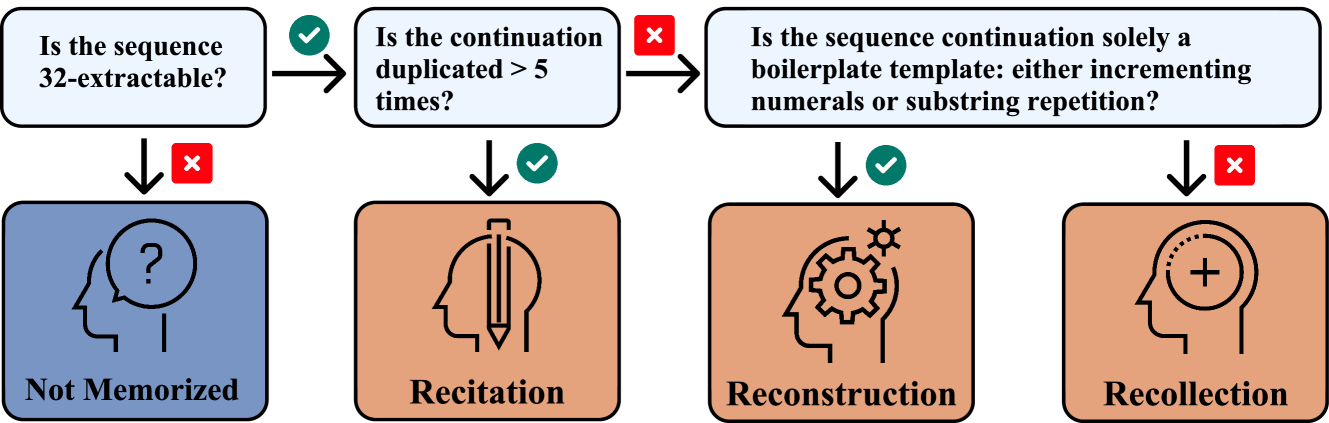 Is the sequence
32-extractable?
Is the continuation
duplicated > 5
times?
Is the sequence continuation solely a
boilerplate template: either incrementing
numerals or substring repetition?
?
Not Memorized
Recitation
Reconstruction
Recollection